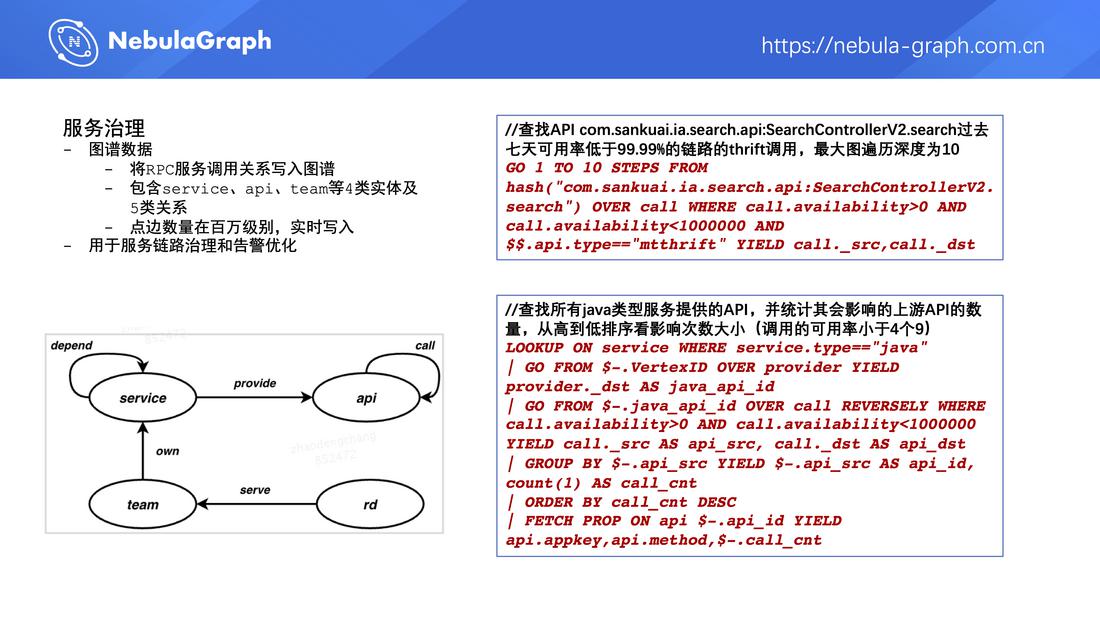 NebulaGraph
https://nebula-graph.com.cn
服务治理
- 图谱数据
- 将RPC服务调用关系写入图谱
- 包含service、api、team等4类实体及
5类关系
- 点边数量在百万级别，实时写入
- 用于服务链路治理和告警优化
depend
call
service
provide
api
own
team
serve
rd
zhaodengchang
852472
852472
//查找API com.sankuai.ia.search.api:SearchControllerV2.search过去
七天可用率低于99.99%的链路的thrift调用，最大图遍历深度为10
GO 1 TO 10 STEPS FROM
hash("com.sankuai.ia.search.api:SearchControllerV2.
search") OVER call WHERE call.availability>0 AND
call.availability<1000000 AND
$$.api.type=="mtthrift" YIELD call._src,call._dst
//查找所有java类型服务提供的API，并统计其会影响的上游API的数
量，从高到低排序看影响次数大小（调用的可用率小于4个9）
LOOKUP ON service WHERE service.type=="java"
| GO FROM $-.VertexID OVER provider YIELD
provider._dst AS java_api_id
| GO FROM $-.java_api_id OVER call REVERSELY WHERE
call.availability>0 AND call.availability<1000000
YIELD call._src AS api_src, call._dst AS api_dst
| GROUP BY $-.api_src YIELD $-.api_src AS api_id,
count(1) AS call_cnt
| ORDER BY call_cnt DESC
| FETCH PROP ON api $-.api_id YIELD
api.appkey,api.method,$-.call_cnt